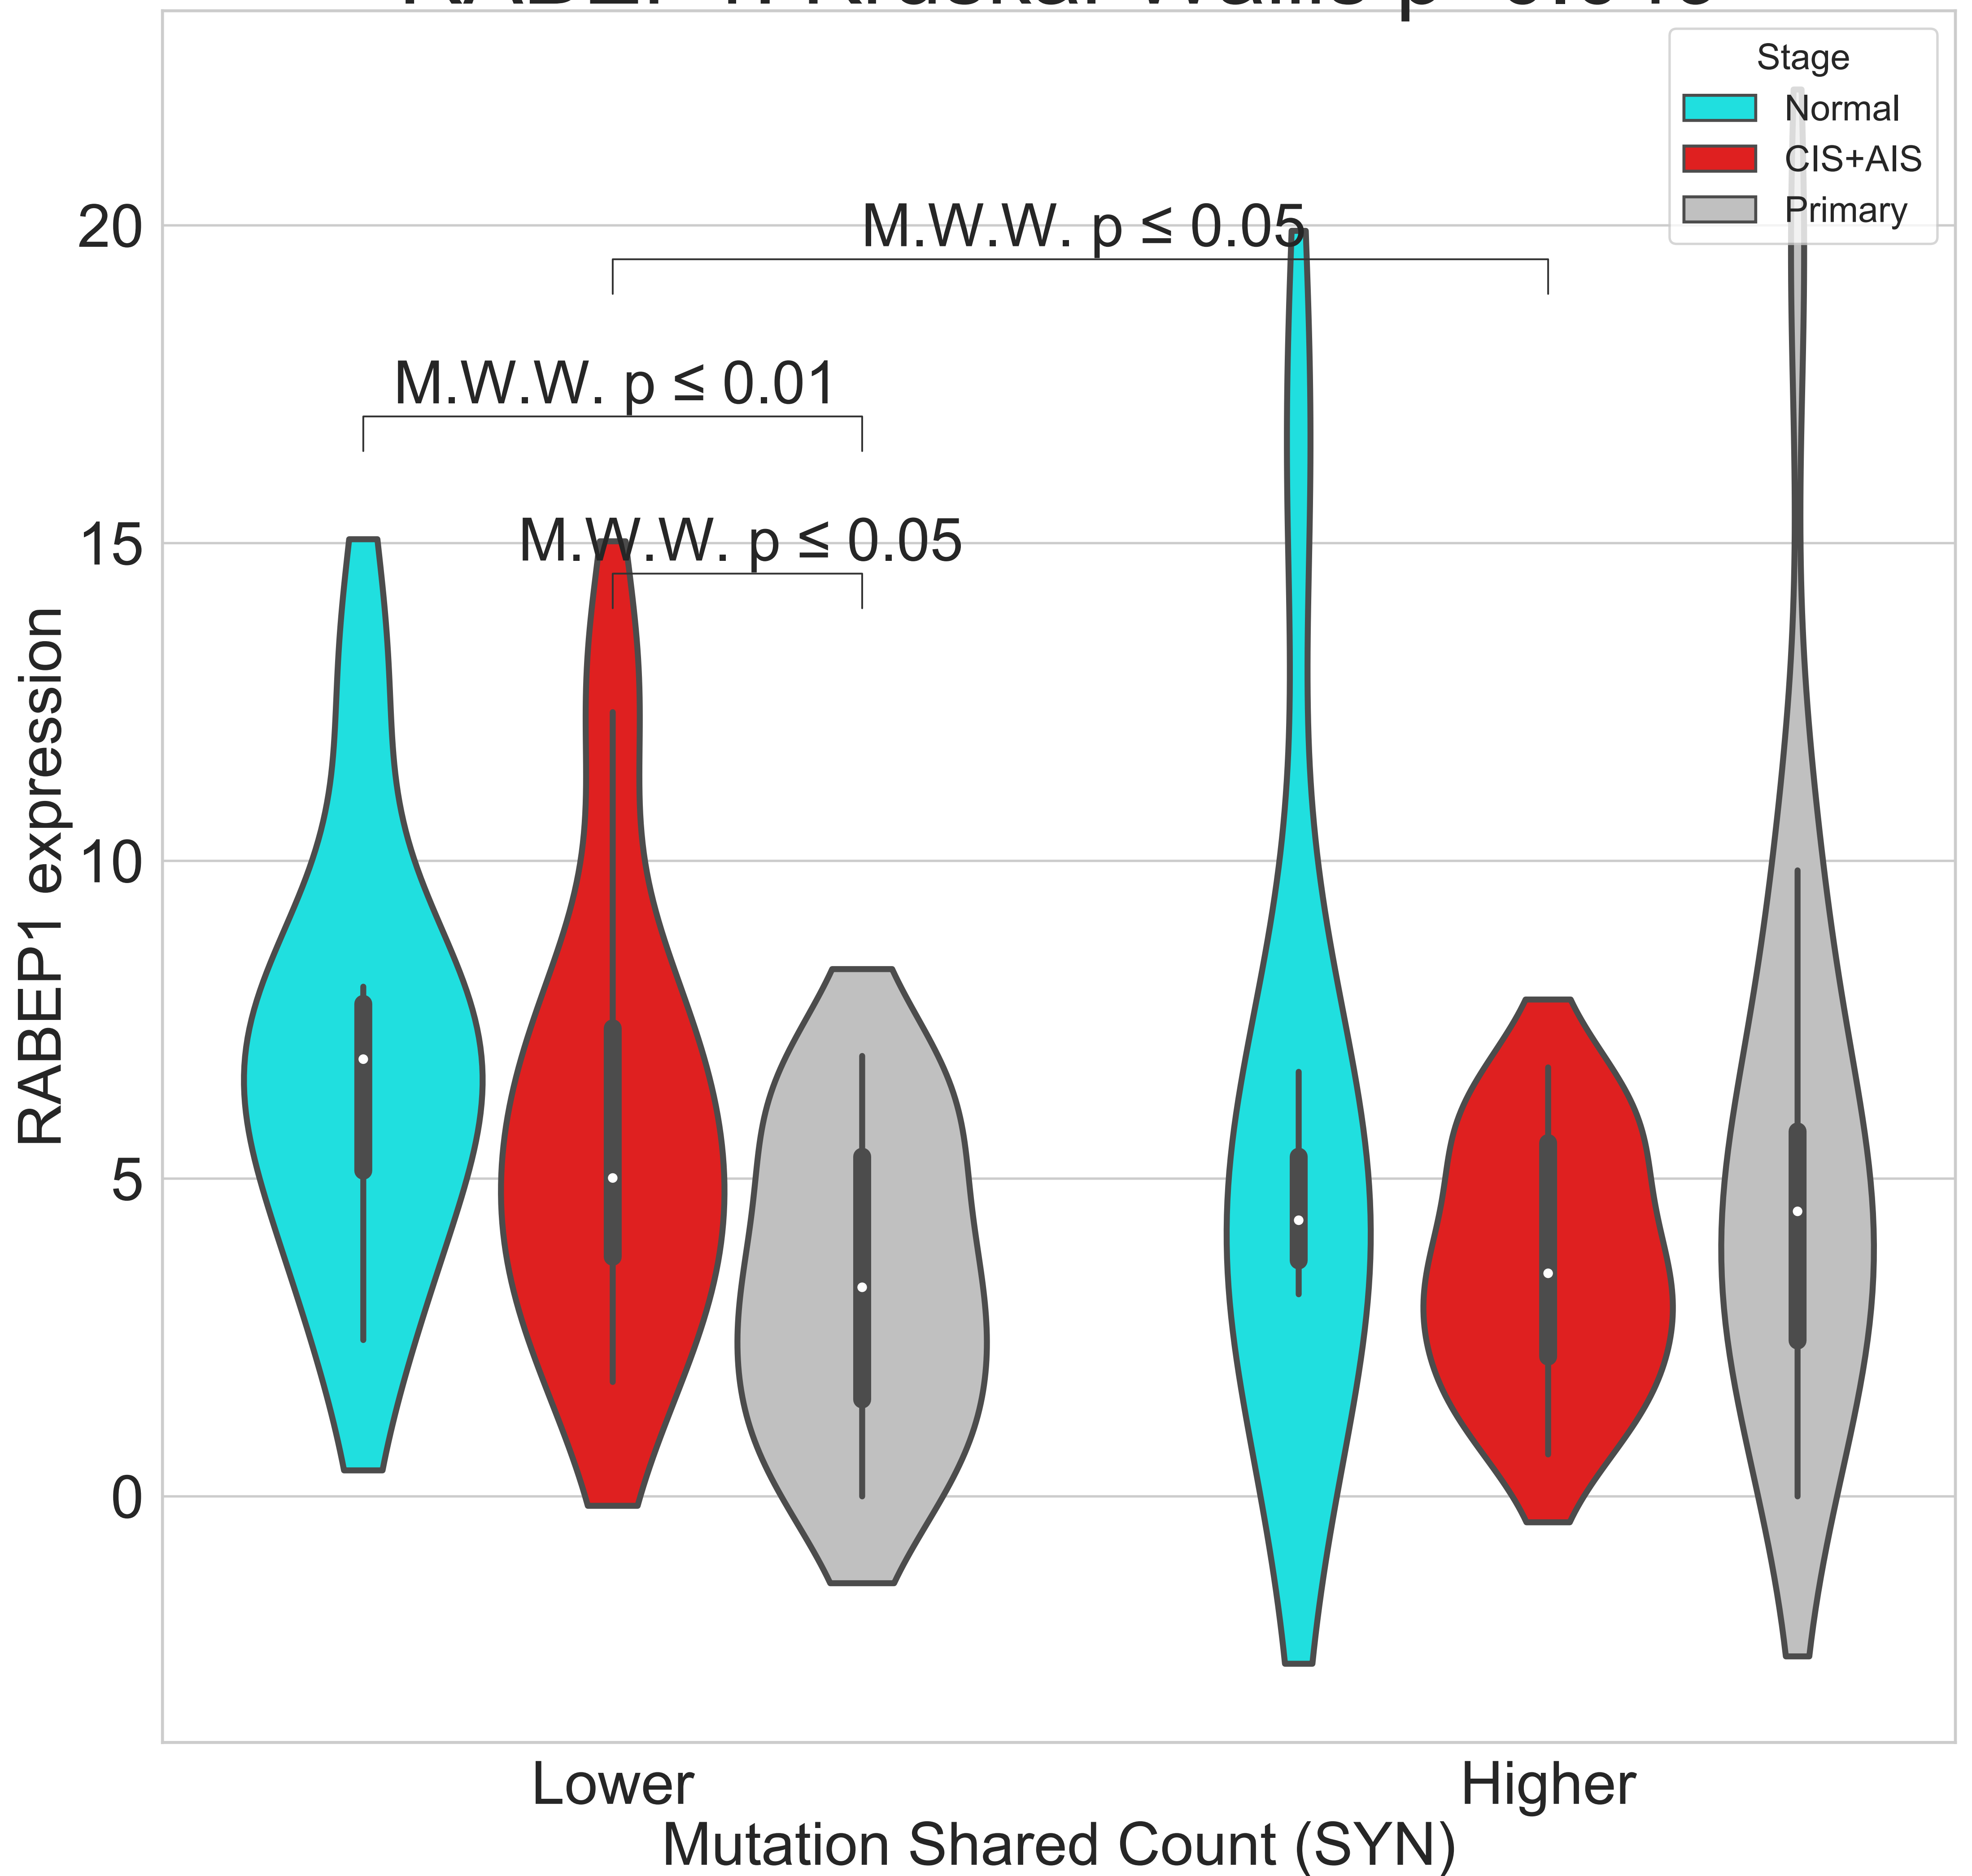 Stage
Normal
CIS+AIS
Primary
M.W.W. p ≤ 0.05
M.W.W. p ≤ 0.01
M.W.W. p ≤ 0.05
20
15
10
5
0
RABEP1 expression
Lower
Higher
Mutation Shared Count (SYN)